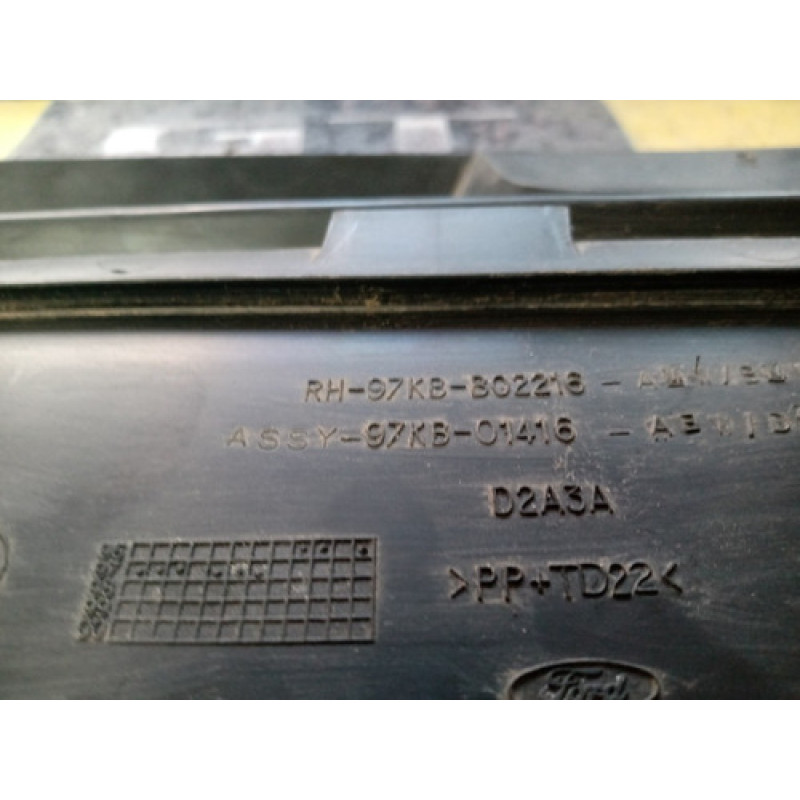 RH-97KB-B02216 -
ASSY-97KB-01416 -
D2A3A
>PP+TD22<
Ford